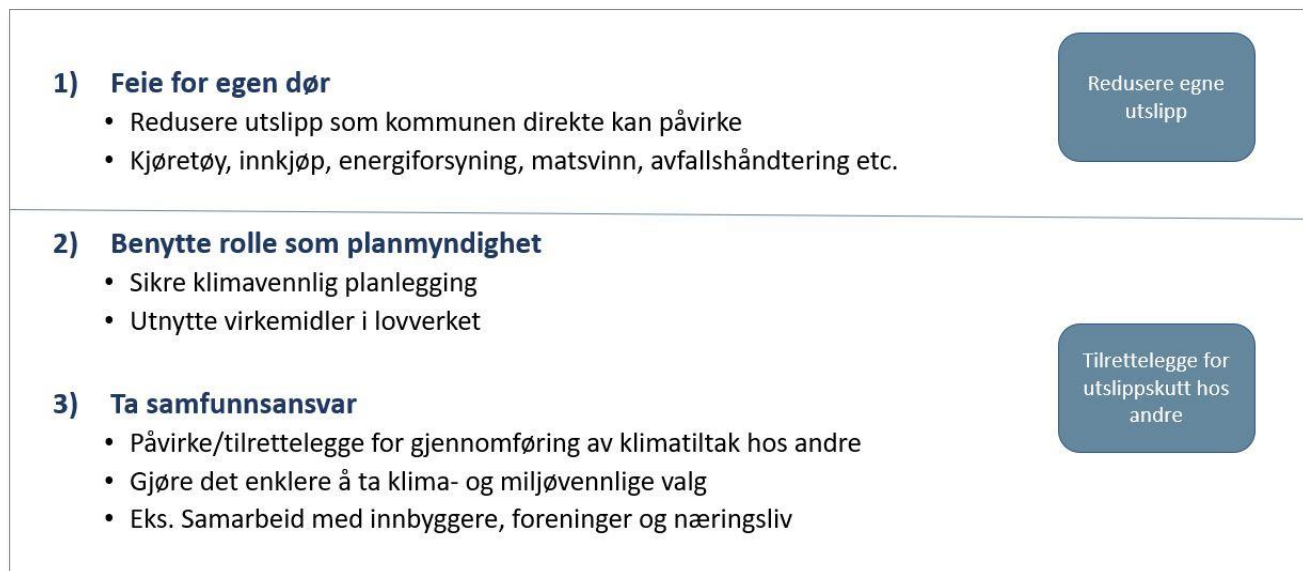 1) Feie for egen dør
• Redusere utslipp som kommunen direkte kan påvirke
• Kjøretøy, innkjøp, energiforsyning, matsvinn, avfallshåndtering etc.
Redusere egne
utslipp
2) Benytte rolle som planmyndighet
• Sikre klimavennlig planlegging
• Utnytte virkemidler i lovverket
3) Ta samfunnsansvar
• Påvirke/tilrettelegge for gjennomføring av klimatiltak hos andre
• Gjøre det enklere å ta klima- og miljøvennlige valg
• Eks. Samarbeid med innbyggere, foreninger og næringsliv
Tilrettelegge for
utslippskutt hos
andre